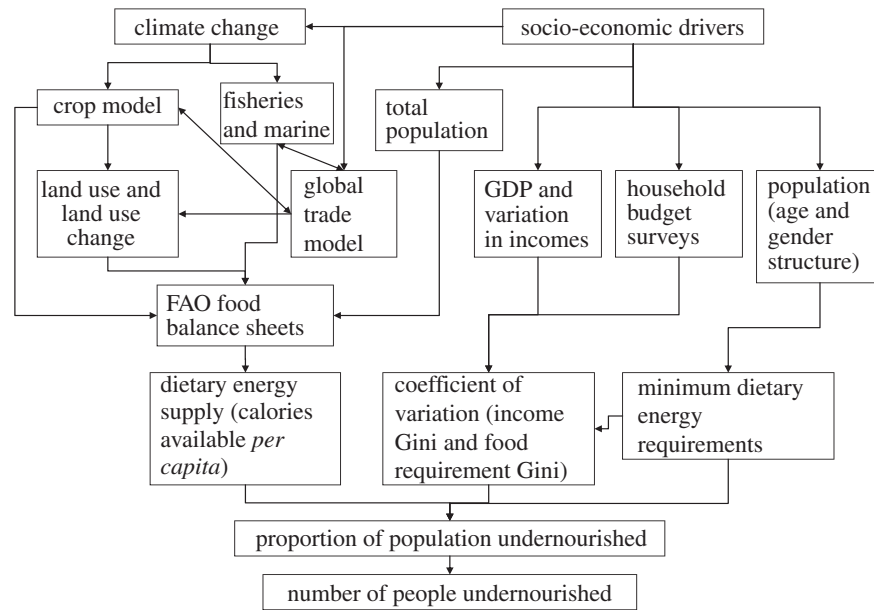 climate change
socio-economic drivers
crop model
fisheries
and marine
total
population
land use and
land use
change
global
trade
model
GDP and
variation
in incomes
household
budget
surveys
population
(age and
gender
structure)
FAO food
balance sheets
dietary energy
supply (calories
available per
capita)
coefficient of
variation (income
Gini and food
requirement Gini)
minimum dietary
energy
requirements
proportion of population undernourished
number of people undernourished